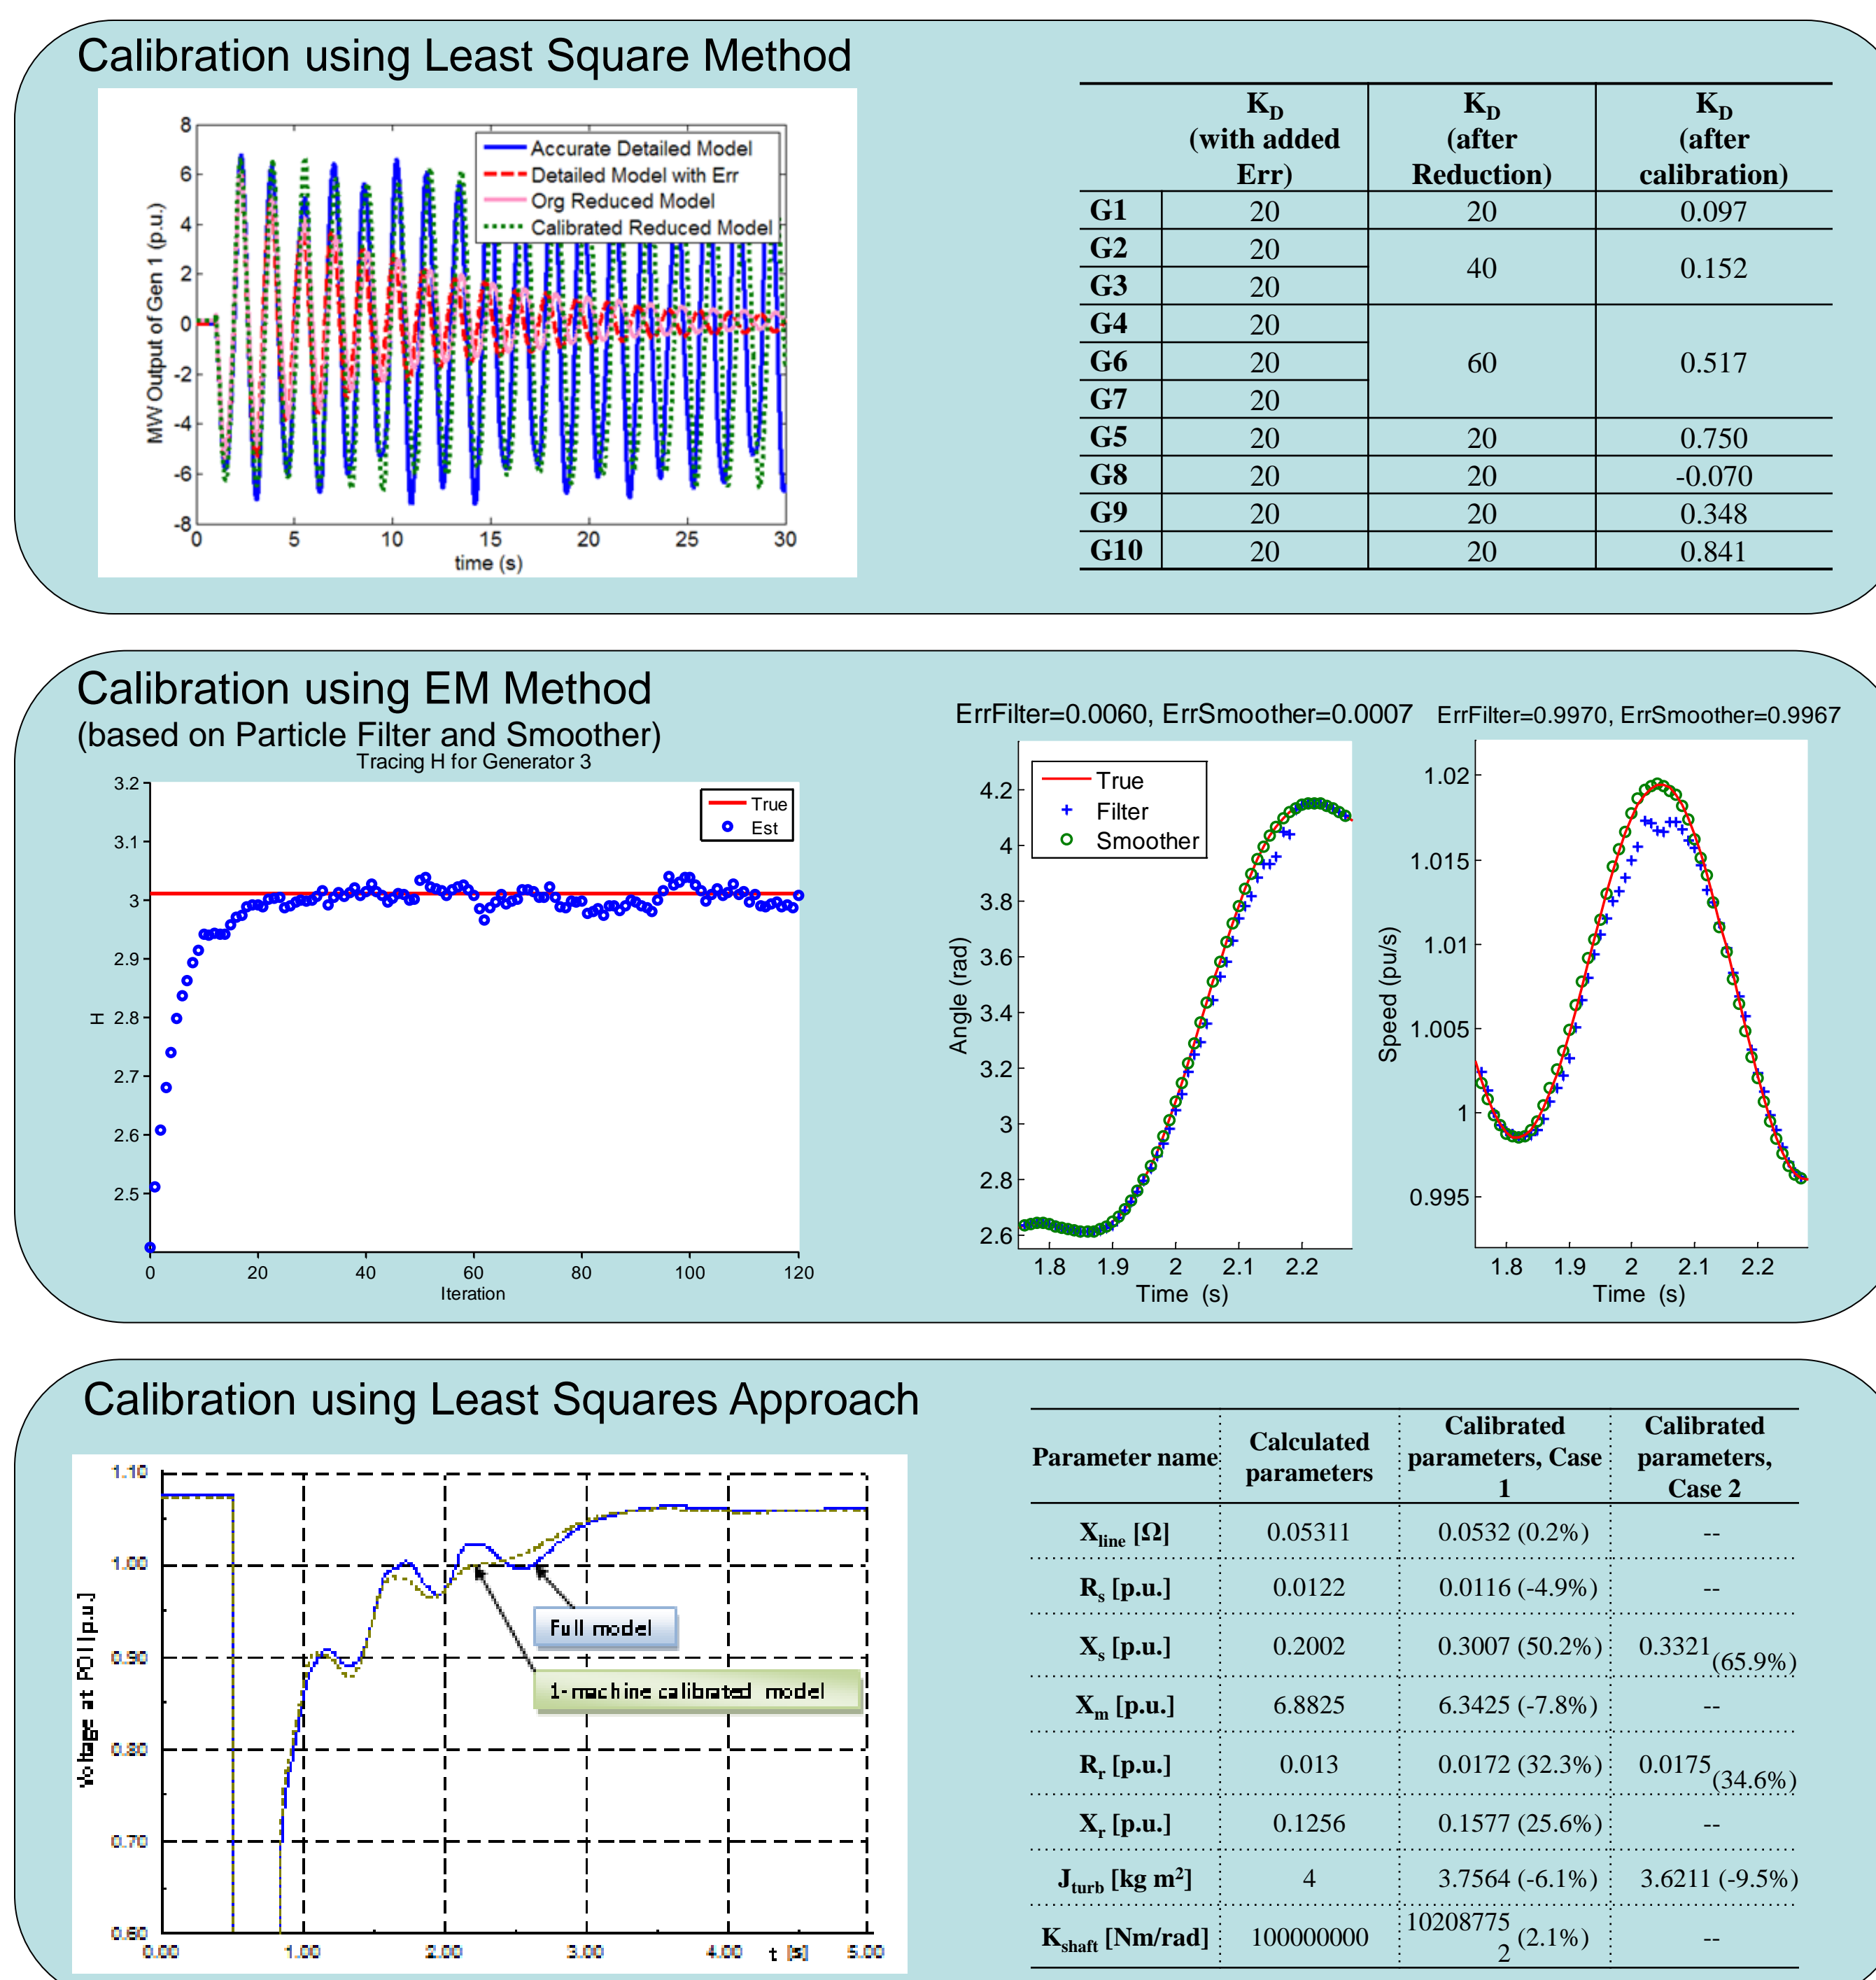 Calibration using Least Square Method
8
6
4
2
0
-2
-4
-6
-8
MW Output of Gen 1 (p.u.)
Accurate Detailed Model
Detailed Model with Err
Org Reduced Model
Calibrated Reduced Model
0 5 10 15 20 25 30
time (s)
K_D (with added Err) K_D (after Reduction) K_D (after calibration)
G1 20 20 0.097
G2 20 40 0.152
G3 20
G4 20
G6 20 60 0.517
G7 20
G5 20 20 0.750
G8 20 20 -0.070
G9 20 20 0.348
G10 20 20 0.841
Calibration using EM Method
(based on Particle Filter and Smoother)
Tracing H for Generator 3
3.2
3.1
3
2.9
2.8
2.7
2.6
2.5
H
True
Est
0 20 40 60 80 100 120
Iteration
ErrFilter=0.0060, ErrSmoother=0.0007
4.2
4
3.8
3.6
3.4
3.2
3
2.8
2.6
Angle (rad)
True
Filter
Smoother
1.8 1.9 2 2.1 2.2
Time (s)
ErrFilter=0.9970, ErrSmoother=0.9967
1.02
1.015
1.01
1.005
1
0.995
Speed (pu/s)
1.8 1.9 2 2.1 2.2
Time (s)
Calibration using Least Squares Approach
1.10
1.00
0.90
0.80
0.70
0.60
Voltage at POI [p.u.]
Full model
1-machine calibrated model
0.00 1.00 2.00 3.00 4.00 t [s] 5.00
Parameter name Calculated parameters Calibrated parameters, Case 1 Calibrated parameters, Case 2
X_line [Ω] 0.05311 0.0532 (0.2%) --
R_s [p.u.] 0.0122 0.0116 (-4.9%) --
X_s [p.u.] 0.2002 0.3007 (50.2%) 0.3321 (65.9%)
X_m [p.u.] 6.8825 6.3425 (-7.8%) --
R_r [p.u.] 0.013 0.0172 (32.3%) 0.0175 (34.6%)
X_r [p.u.] 0.1256 0.1577 (25.6%) --
J_turb [kg m²] 4 3.7564 (-6.1%) 3.6211 (-9.5%)
K_shaft [Nm/rad] 100000000 102087752 (2.1%) --